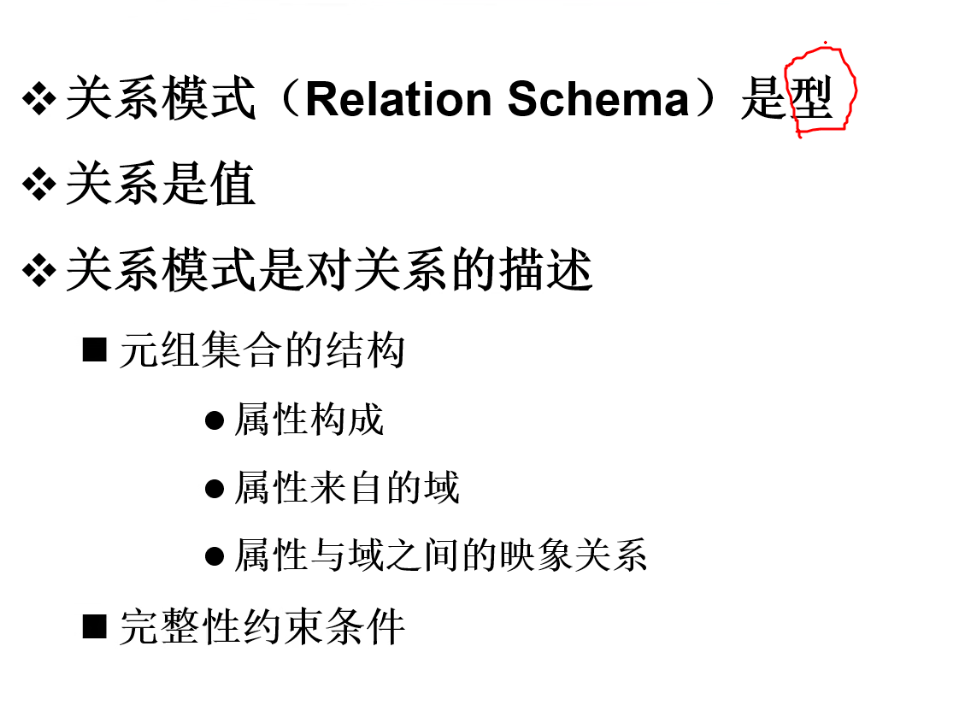 ❖关系模式（Relation Schema）是型
❖关系是值
❖关系模式是对关系的描述
■ 元组集合的结构
● 属性构成
● 属性来自的域
● 属性与域之间的映象关系
■ 完整性约束条件